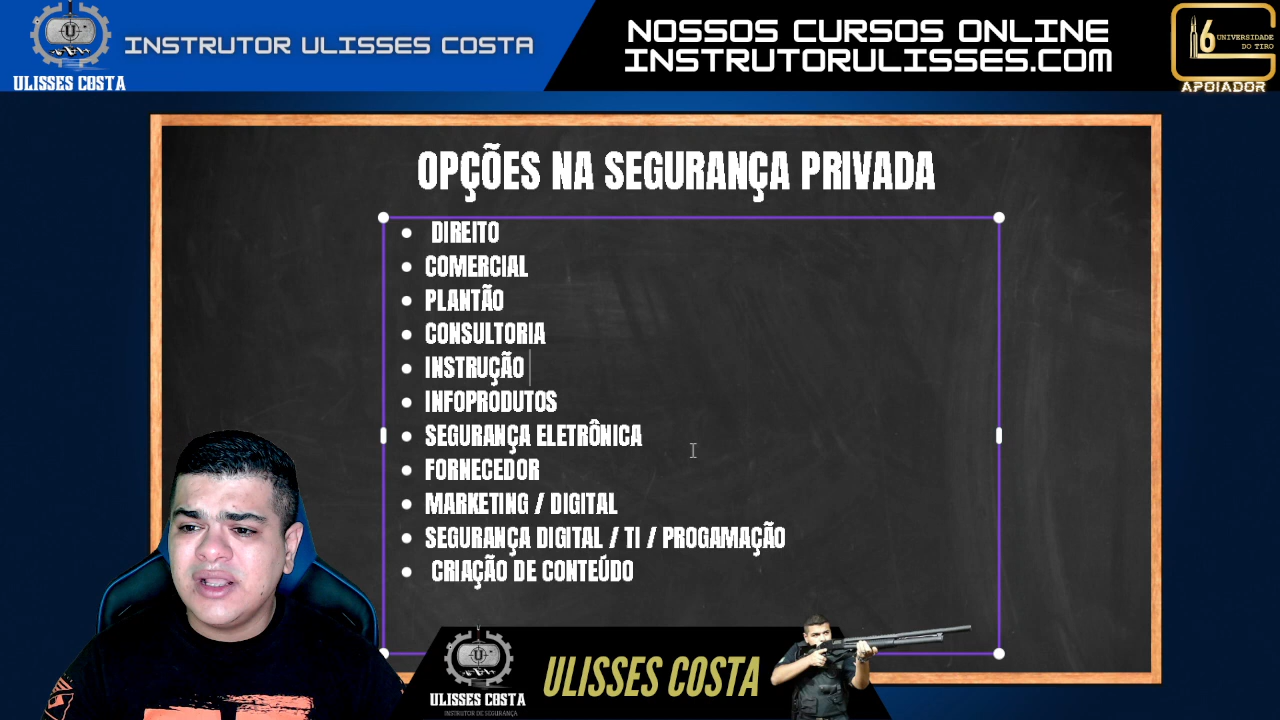 INSTRUTOR ULISSES COSTA
ULISSES COSTA
NOSSOS CURSOS ONLINE
INSTRUTORULISSES.COM
16 UNIVERSIDADE
DO TIRO
APOIADOR
OPÇÕES NA SEGURANÇA PRIVADA
• DIREITO
• COMERCIAL
• PLANTÃO
• CONSULTORIA
• INSTRUÇÃO
• INFOPRODUTOS
• SEGURANÇA ELETRÔNICA
• FORNECEDOR
• MARKETING / DIGITAL
• SEGURANÇA DIGITAL / TI / PROGAMAÇÃO
• CRIAÇÃO DE CONTEÚDO
ULISSES COSTA
INSTRUTOR DE SEGURANÇA
ULISSES COSTA